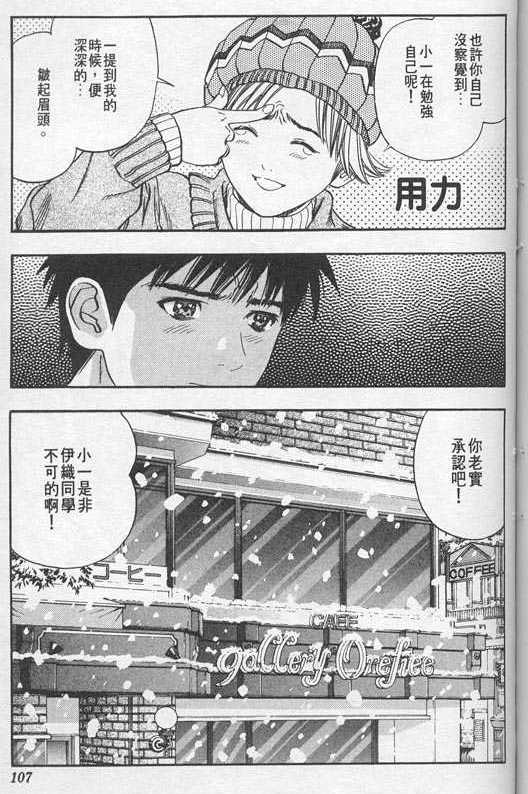 也許你自己
沒察覺到…
小一在勉強
自己呢！
用力
一提到我的
時候，便
深深的…
皺起眉頭。
你老實
承認吧！
小一是非
伊織同學
不可的啊！
コーヒー
COFFEE
CAFE
gallery Orefice
107